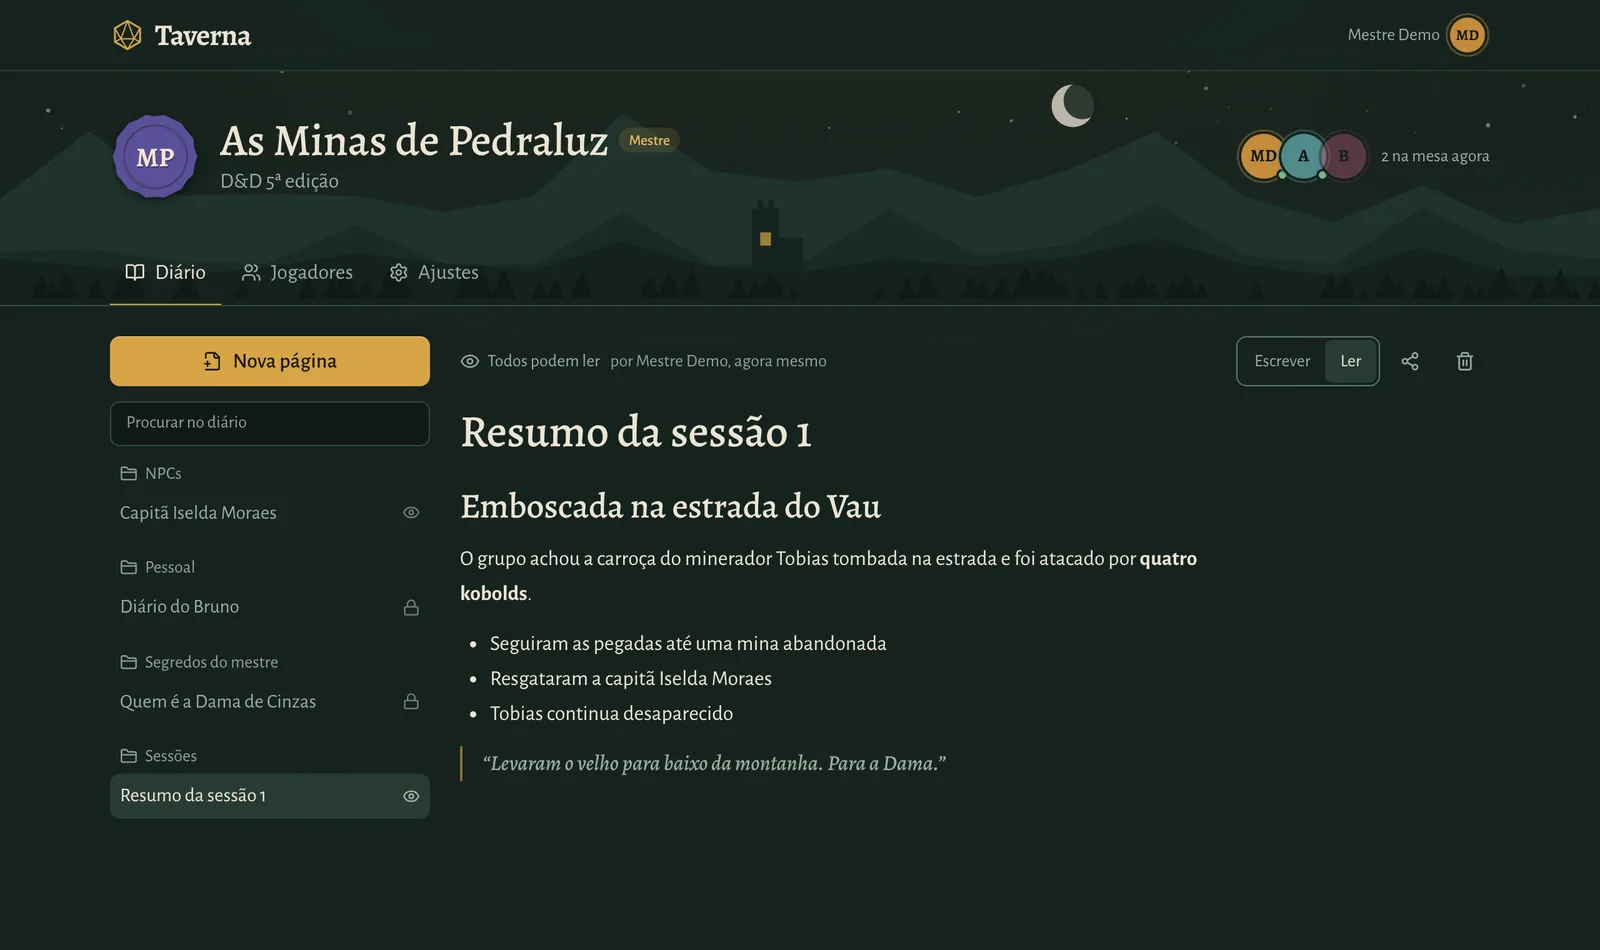 Taverna
Mestre Demo MD
MP
As Minas de Pedraluz Mestre
D&D 5ª edição
MD A B 2 na mesa agora
Diário Jogadores Ajustes
Nova página
Procurar no diário
NPCs
Capitã Iselda Moraes
Pessoal
Diário do Bruno
Segredos do mestre
Quem é a Dama de Cinzas
Sessões
Resumo da sessão 1
Todos podem ler por Mestre Demo, agora mesmo
Escrever Ler
Resumo da sessão 1
Emboscada na estrada do Vau
O grupo achou a carroça do minerador Tobias tombada na estrada e foi atacado por quatro
kobolds.
• Seguiram as pegadas até uma mina abandonada
• Resgataram a capitã Iselda Moraes
• Tobias continua desaparecido
“Levaram o velho para baixo da montanha. Para a Dama.”